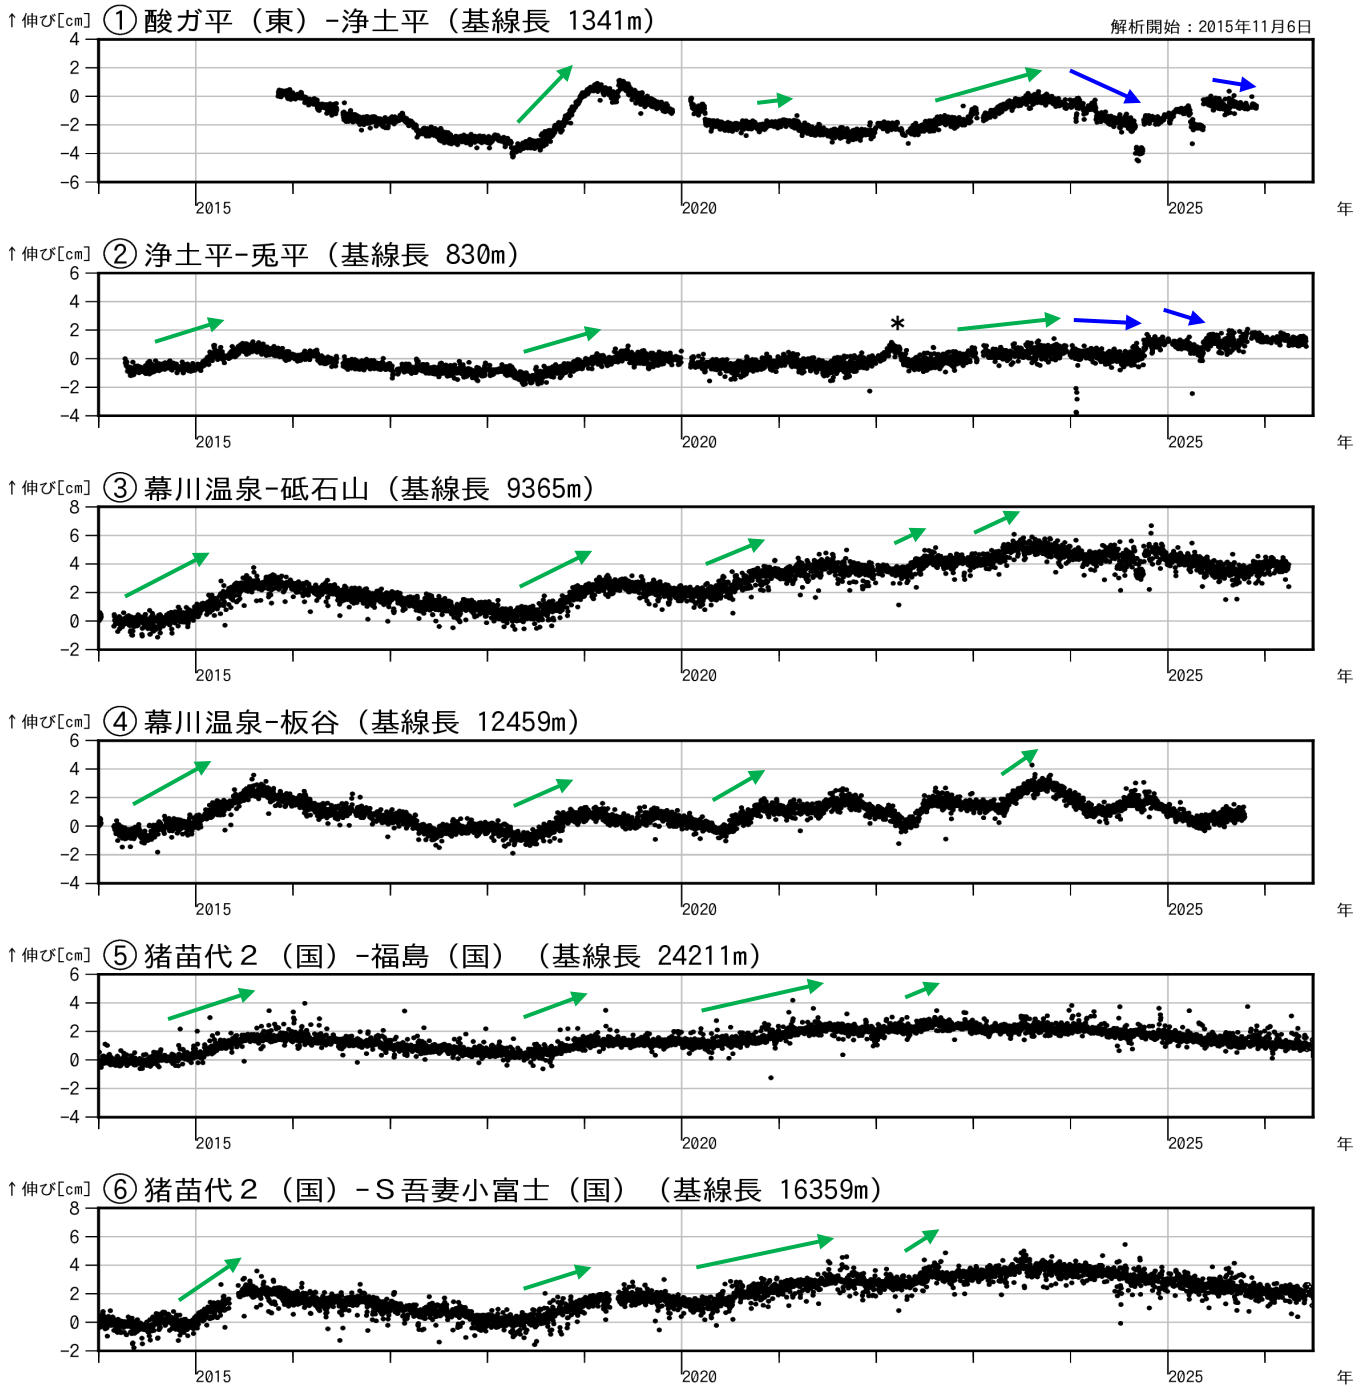 ↑伸び[cm] ①酸ガ平（東）-浄土平（基線長 1341m）
解析開始：2015年11月6日
4
2
0
-2
-4
-6
2015 2020 2025 年
↑伸び[cm] ②浄土平-兎平（基線長 830m）
6
4
2
0
-2
-4
*
2015 2020 2025 年
↑伸び[cm] ③幕川温泉-砥石山（基線長 9365m）
8
6
4
2
0
-2
2015 2020 2025 年
↑伸び[cm] ④幕川温泉-板谷（基線長 12459m）
6
4
2
0
-2
-4
2015 2020 2025 年
↑伸び[cm] ⑤猪苗代２（国）-福島（国）（基線長 24211m）
6
4
2
0
-2
-4
2015 2020 2025 年
↑伸び[cm] ⑥猪苗代２（国）-Ｓ吾妻小富士（国）（基線長 16359m）
8
6
4
2
0
-2
2015 2020 2025 年